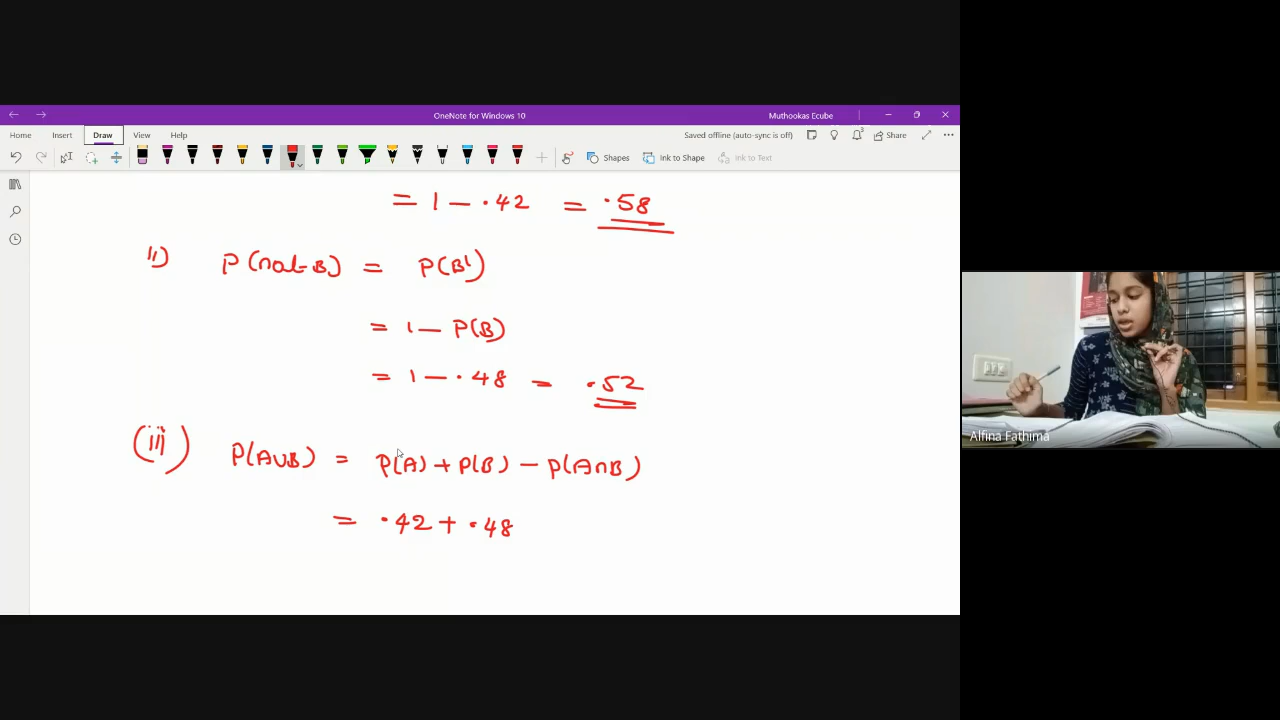 OneNote for Windows 10
Muthookas Ecube
Home Insert Draw View Help
Saved offline (auto-sync is off)
Share
Shapes
Ink to Shape
Ink to Text
= 1 - .42 = .58
ii) P(not B) = P(B')
= 1 - P(B)
= 1 - .48 = .52
(iii) P(A∪B) = P(A) + P(B) - P(A∩B)
= .42 + .48
Alfina Fathima